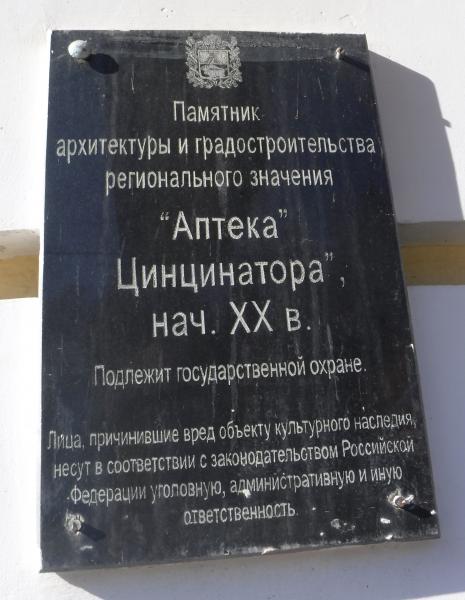 Памятник
архитектуры и градостроительства
регионального значения
"Аптека"
Цинцинатора",
нач. XX в.
Подлежит государственной охране.
Лица, причинившие вред объекту культурного наследия,
несут в соответствии с законодательством Российской
Федерации уголовную, административную и иную
ответственность.